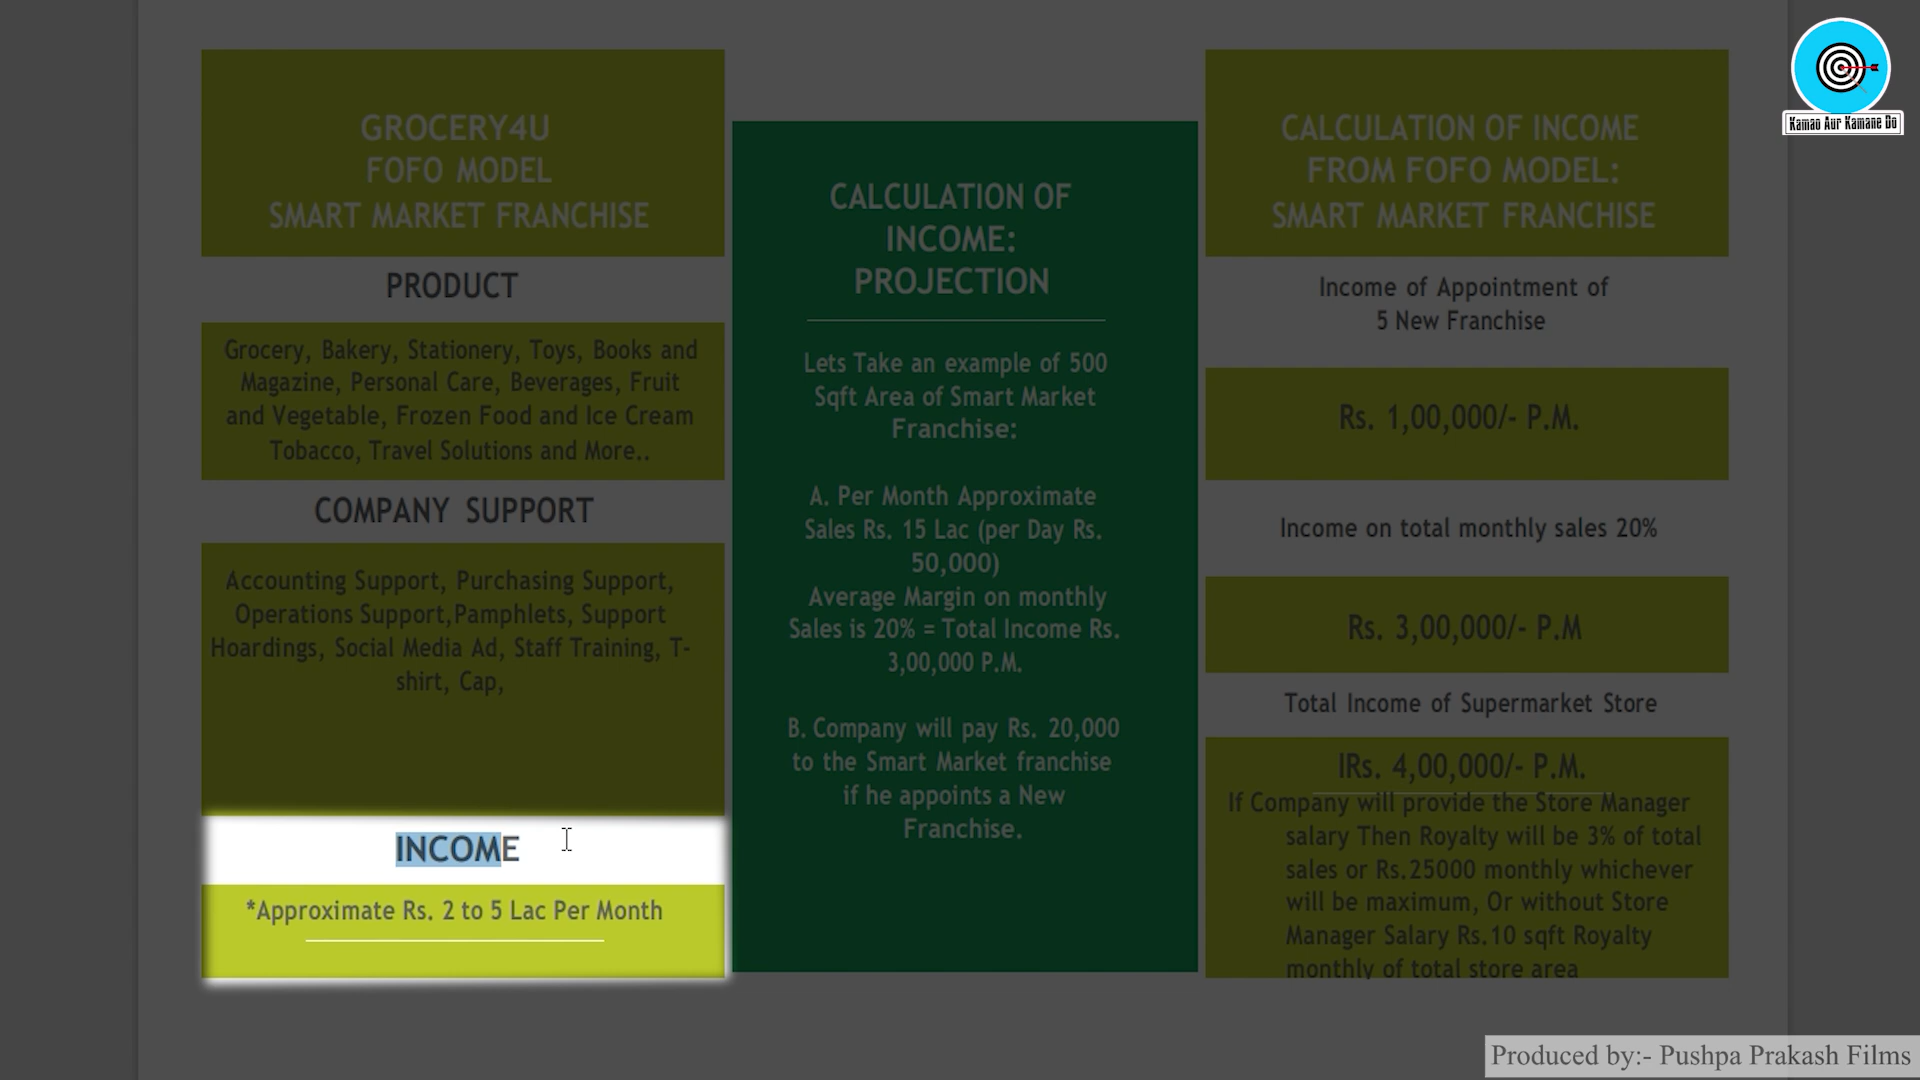 GROCERY4U
FOFO MODEL
SMART MARKET FRANCHISE
PRODUCT
Grocery, Bakery, Stationery, Toys, Books and
Magazine, Personal Care, Beverages, Fruit
and Vegetable, Frozen Food and Ice Cream
Tobacco, Travel Solutions and More..
COMPANY SUPPORT
Accounting Support, Purchasing Support,
Operations Support,Pamphlets, Support
Hoardings, Social Media Ad, Staff Training, T-
shirt, Cap,
INCOME
*Approximate Rs. 2 to 5 Lac Per Month
CALCULATION OF
INCOME:
PROJECTION
Lets Take an example of 500
Sqft Area of Smart Market
Franchise:
A. Per Month Approximate
Sales Rs. 15 Lac (per Day Rs.
50,000)
Average Margin on monthly
Sales is 20% = Total Income Rs.
3,00,000 P.M.
B. Company will pay Rs. 20,000
to the Smart Market franchise
if he appoints a New
Franchise.
CALCULATION OF INCOME
FROM FOFO MODEL:
SMART MARKET FRANCHISE
Income of Appointment of
5 New Franchise
Rs. 1,00,000/- P.M.
Income on total monthly sales 20%
Rs. 3,00,000/- P.M
Total Income of Supermarket Store
IRs. 4,00,000/- P.M.
If Company will provide the Store Manager
salary Then Royalty will be 3% of total
sales or Rs.25000 monthly whichever
will be maximum, Or without Store
Manager Salary Rs.10 sqft Royalty
monthly of total store area
Kamao Aur Kamane Do
Produced by:- Pushpa Prakash Films